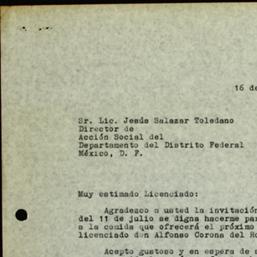 16 de
Sr. Lic. Jesús Salazar Toledano
Director de
Acción Social del
Departamento del Distrito Federal
México, D. F.
Muy estimado Licenciado:
Agradezco a usted la invitación
del 11 de julio se digna hacerme par
a la comida que ofrecerá el próximo
licenciado don Alfonso Corona del Ro
Acepto gustoso y en espera de s